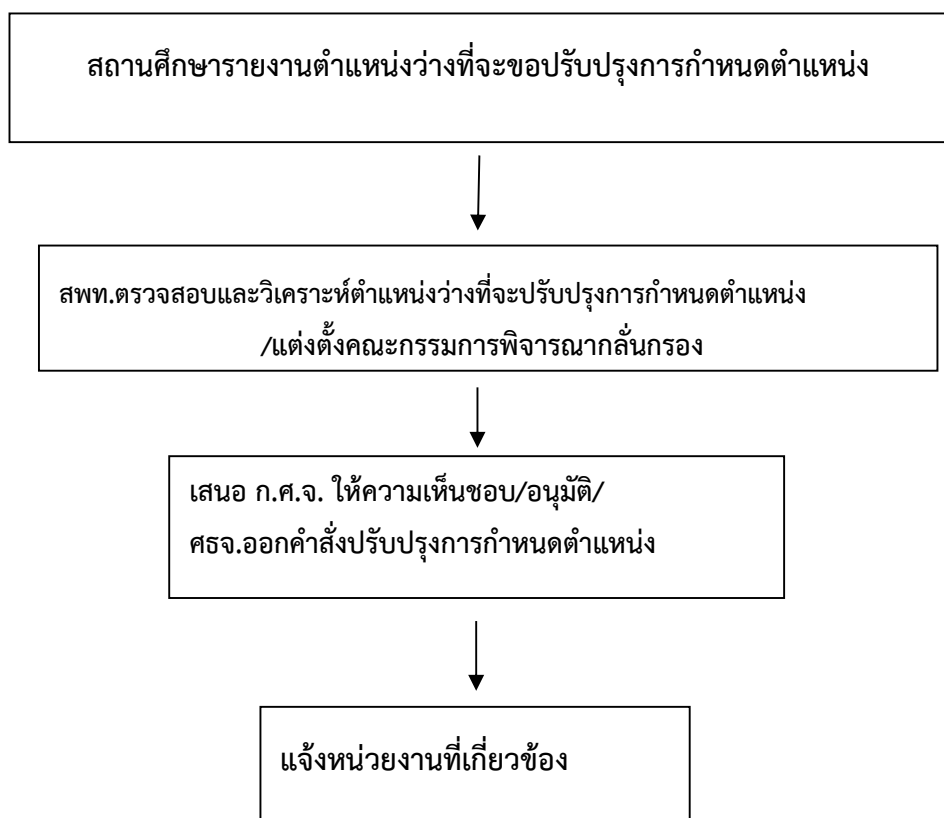 สถานศึกษารายงานตำแหน่งว่างที่จะขอปรับปรุงการกำหนดตำแหน่ง
สพท.ตรวจสอบและวิเคราะห์ตำแหน่งว่างที่จะปรับปรุงการกำหนดตำแหน่ง
/แต่งตั้งคณะกรรมการพิจารณากลั่นกรอง
เสนอ ก.ศ.จ. ให้ความเห็นชอบ/อนุมัติ/
ศธจ.ออกคำสั่งปรับปรุงการกำหนดตำแหน่ง
แจ้งหน่วยงานที่เกี่ยวข้อง